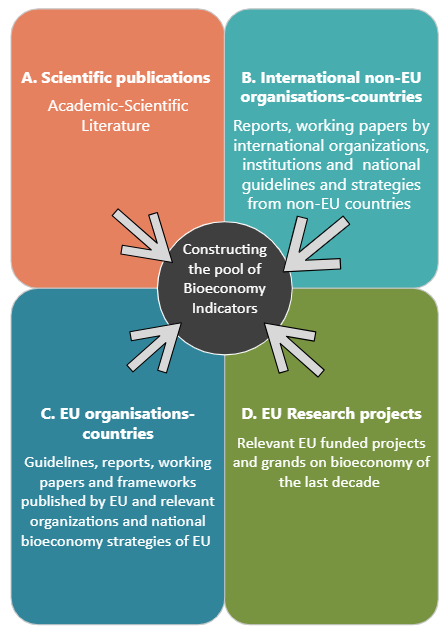 A. Scientific publications
Academic-Scientific
Literature
B. International non-EU
organisations-countries
Reports, working papers by
international organizations,
institutions and national
guidelines and strategies
from non-EU countries
Constructing
the pool of
Bioeconomy
Indicators
C. EU organisations-
countries
Guidelines, reports, working
papers and frameworks
published by EU and relevant
organizations and national
bioeconomy strategies of EU
D. EU Research projects
Relevant EU funded projects
and grands on bioeconomy of
the last decade